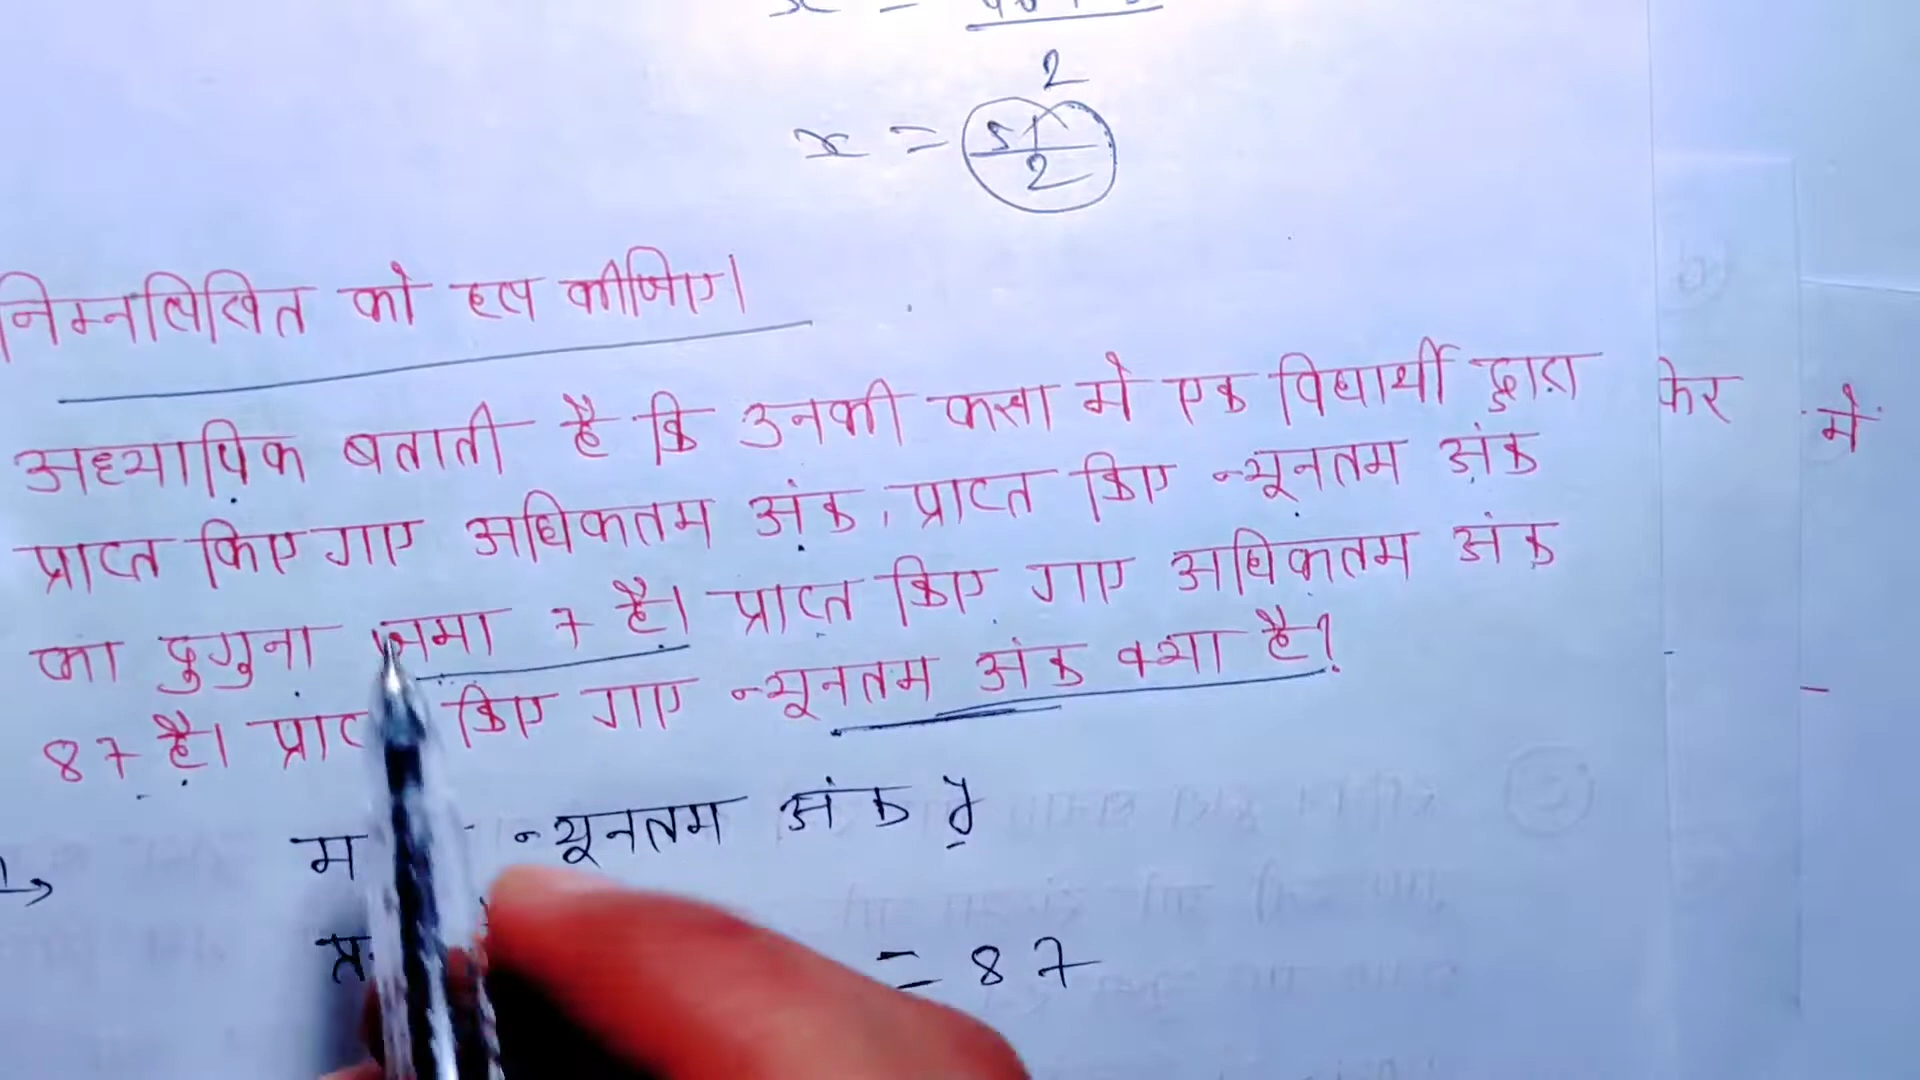 2
x = 51/2
निम्नलिखित को हल कीजिए।
अध्यापिक बताती है कि उनकी कक्षा मे एक विद्यार्थी द्वारा
प्राप्त किए गए अधिकतम अंक, प्राप्त किए न्यूनतम अंक
का दुगुना जमा 7 है। प्राप्त किए गए अधिकतम अंक
87 है। प्राप्त किए गए न्यूनतम अंक क्या है?
न्यूनतम अंक y
= 87
में